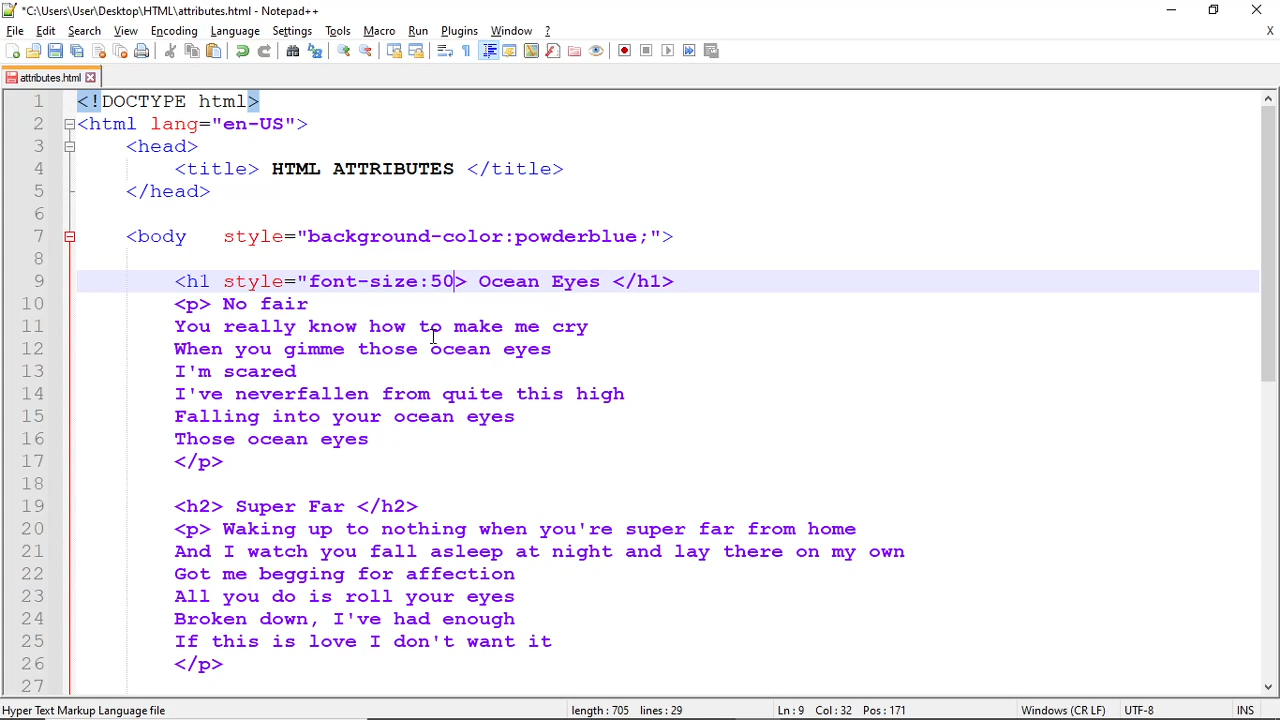 *C:\Users\User\Desktop\HTML\attributes.html - Notepad++
File Edit Search View Encoding Language Settings Tools Macro Run Plugins Window ? X
attributes.html
1 <!DOCTYPE html>
2 <html lang="en-US">
3 <head>
4 <title> HTML ATTRIBUTES </title>
5 </head>
6
7 <body style="background-color:powderblue;">
8
9 <h1 style="font-size:50> Ocean Eyes </h1>
10 <p> No fair
11 You really know how to make me cry
12 When you gimme those ocean eyes
13 I'm scared
14 I've neverfallen from quite this high
15 Falling into your ocean eyes
16 Those ocean eyes
17 </p>
18
19 <h2> Super Far </h2>
20 <p> Waking up to nothing when you're super far from home
21 And I watch you fall asleep at night and lay there on my own
22 Got me begging for affection
23 All you do is roll your eyes
24 Broken down, I've had enough
25 If this is love I don't want it
26 </p>
27
Hyper Text Markup Language file length : 705 lines : 29 Ln : 9 Col : 32 Pos : 171 Windows (CR LF) UTF-8 INS